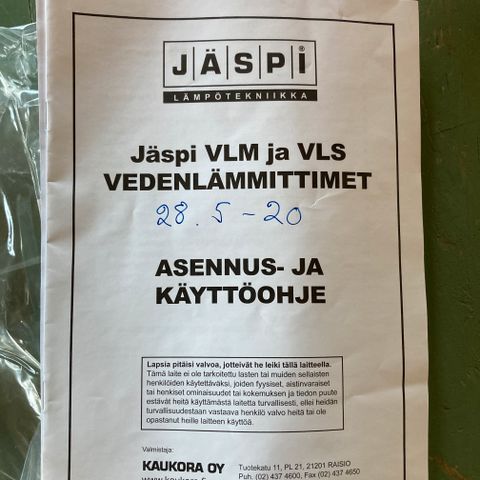 JÄSPI®
LÄMPÖTEKNIIKKA
Jäspi VLM ja VLS
VEDENLÄMMITTIMET
28.5-20
ASENNUS- JA
KÄYTTÖOHJE
Lapsia pitäisi valvoa, jotteivät he leiki tällä laitteella.
Tämä laite ei ole tarkoitettu lasten tai muiden sellaisten
henkilöiden käytettäväksi, joiden fyysiset, aistinvaraiset
tai henkiset ominaisuudet tai kokemuksen ja tiedon puute
estävät heitä käyttämästä laitetta turvallisesti, ellei heidän
turvallisuudestaan vastaava henkilö valvo heitä tai ole
opastanut heille laitteen käyttöä.
Valmistaja:
KAUKORA OY
Tuotekatu 11, PL 21, 21201 RAISIO
Puh. (02) 437 4600, Fax (02) 437 4650